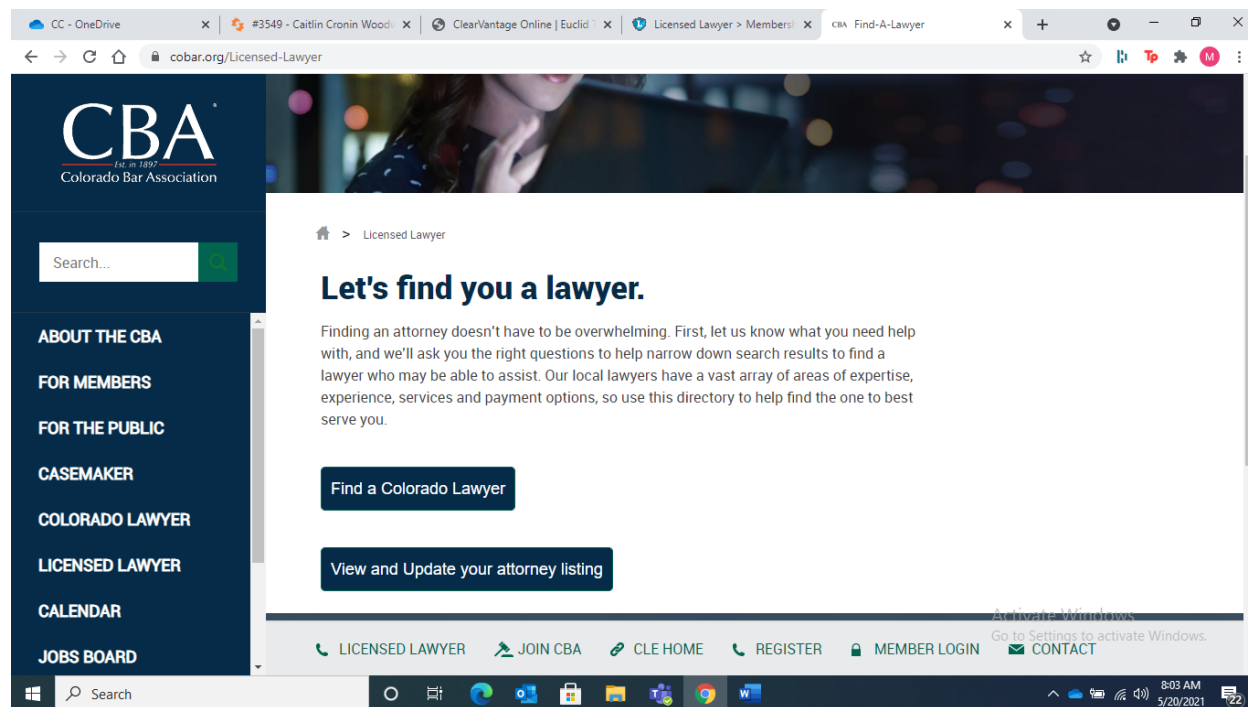 CC - OneDrive
#3549 - Caitlin Cronin Woodw
ClearVantage Online | Euclid T
Licensed Lawyer > Membersh
CBA Find-A-Lawyer
cobar.org/Licensed-Lawyer
Tp
M
CBA
Est. in 1897
Colorado Bar Association
Search...
ABOUT THE CBA
FOR MEMBERS
FOR THE PUBLIC
CASEMAKER
COLORADO LAWYER
LICENSED LAWYER
CALENDAR
JOBS BOARD
> Licensed Lawyer
Let's find you a lawyer.
Finding an attorney doesn't have to be overwhelming. First, let us know what you need help
with, and we'll ask you the right questions to help narrow down search results to find a
lawyer who may be able to assist. Our local lawyers have a vast array of areas of expertise,
experience, services and payment options, so use this directory to help find the one to best
serve you.
Find a Colorado Lawyer
View and Update your attorney listing
Activate Windows
Go to Settings to activate Windows.
LICENSED LAWYER JOIN CBA CLE HOME REGISTER MEMBER LOGIN CONTACT
Search
8:03 AM
5/20/2021
22